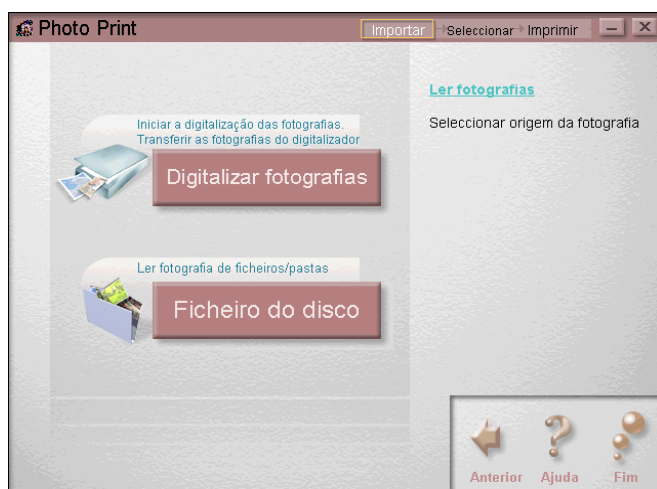 Photo Print
Importar
Seleccionar
Imprimir
Ler fotografias
Seleccionar origem da fotografia
Iniciar a digitalização das fotografias.
Transferir as fotografias do digitalizador
Digitalizar fotografias
Ler fotografia de ficheiros/pastas
Ficheiro do disco
Anterior
Ajuda
Fim